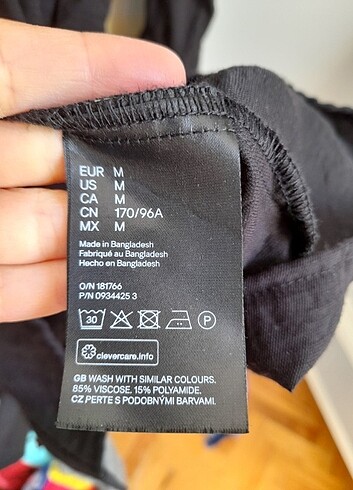 EUR M
US M
CA M
CN 170/96A
MX M
Made in Bangladesh
Fabriqué au Bangladesh
Hecho en Bangladesh
O/N 181766
P/N 0934425 3
30 P
clevercare.info
GB WASH WITH SIMILAR COLOURS.
85% VISCOSE. 15% POLYAMIDE.
CZ PERTE S PODOBNÝMI BARVAMI.